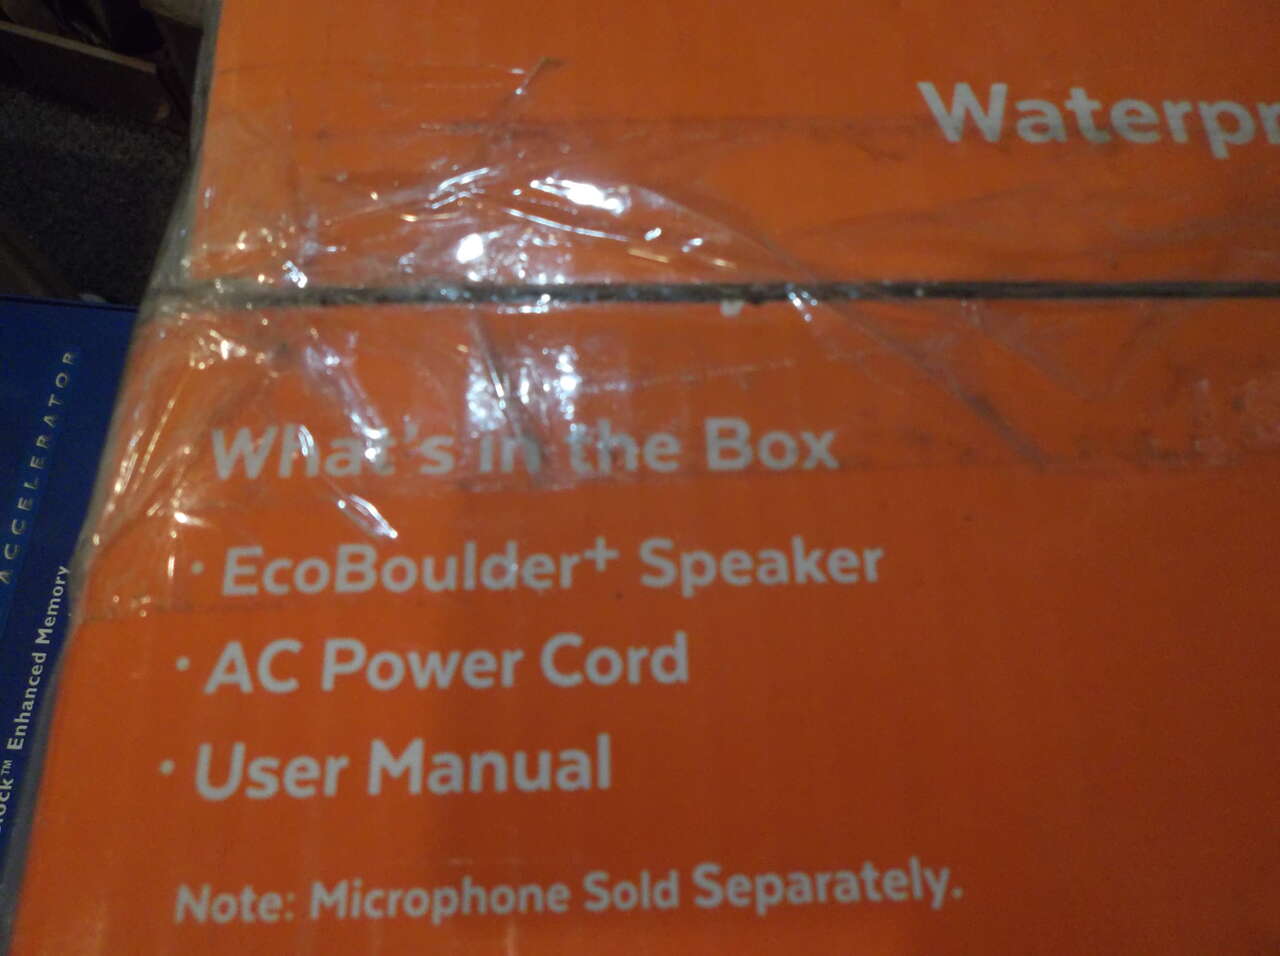 Waterpr
What's in the Box
· EcoBoulder+ Speaker
· AC Power Cord
· User Manual
Note: Microphone Sold Separately.
ACCELERATOR
Enhanced Memory